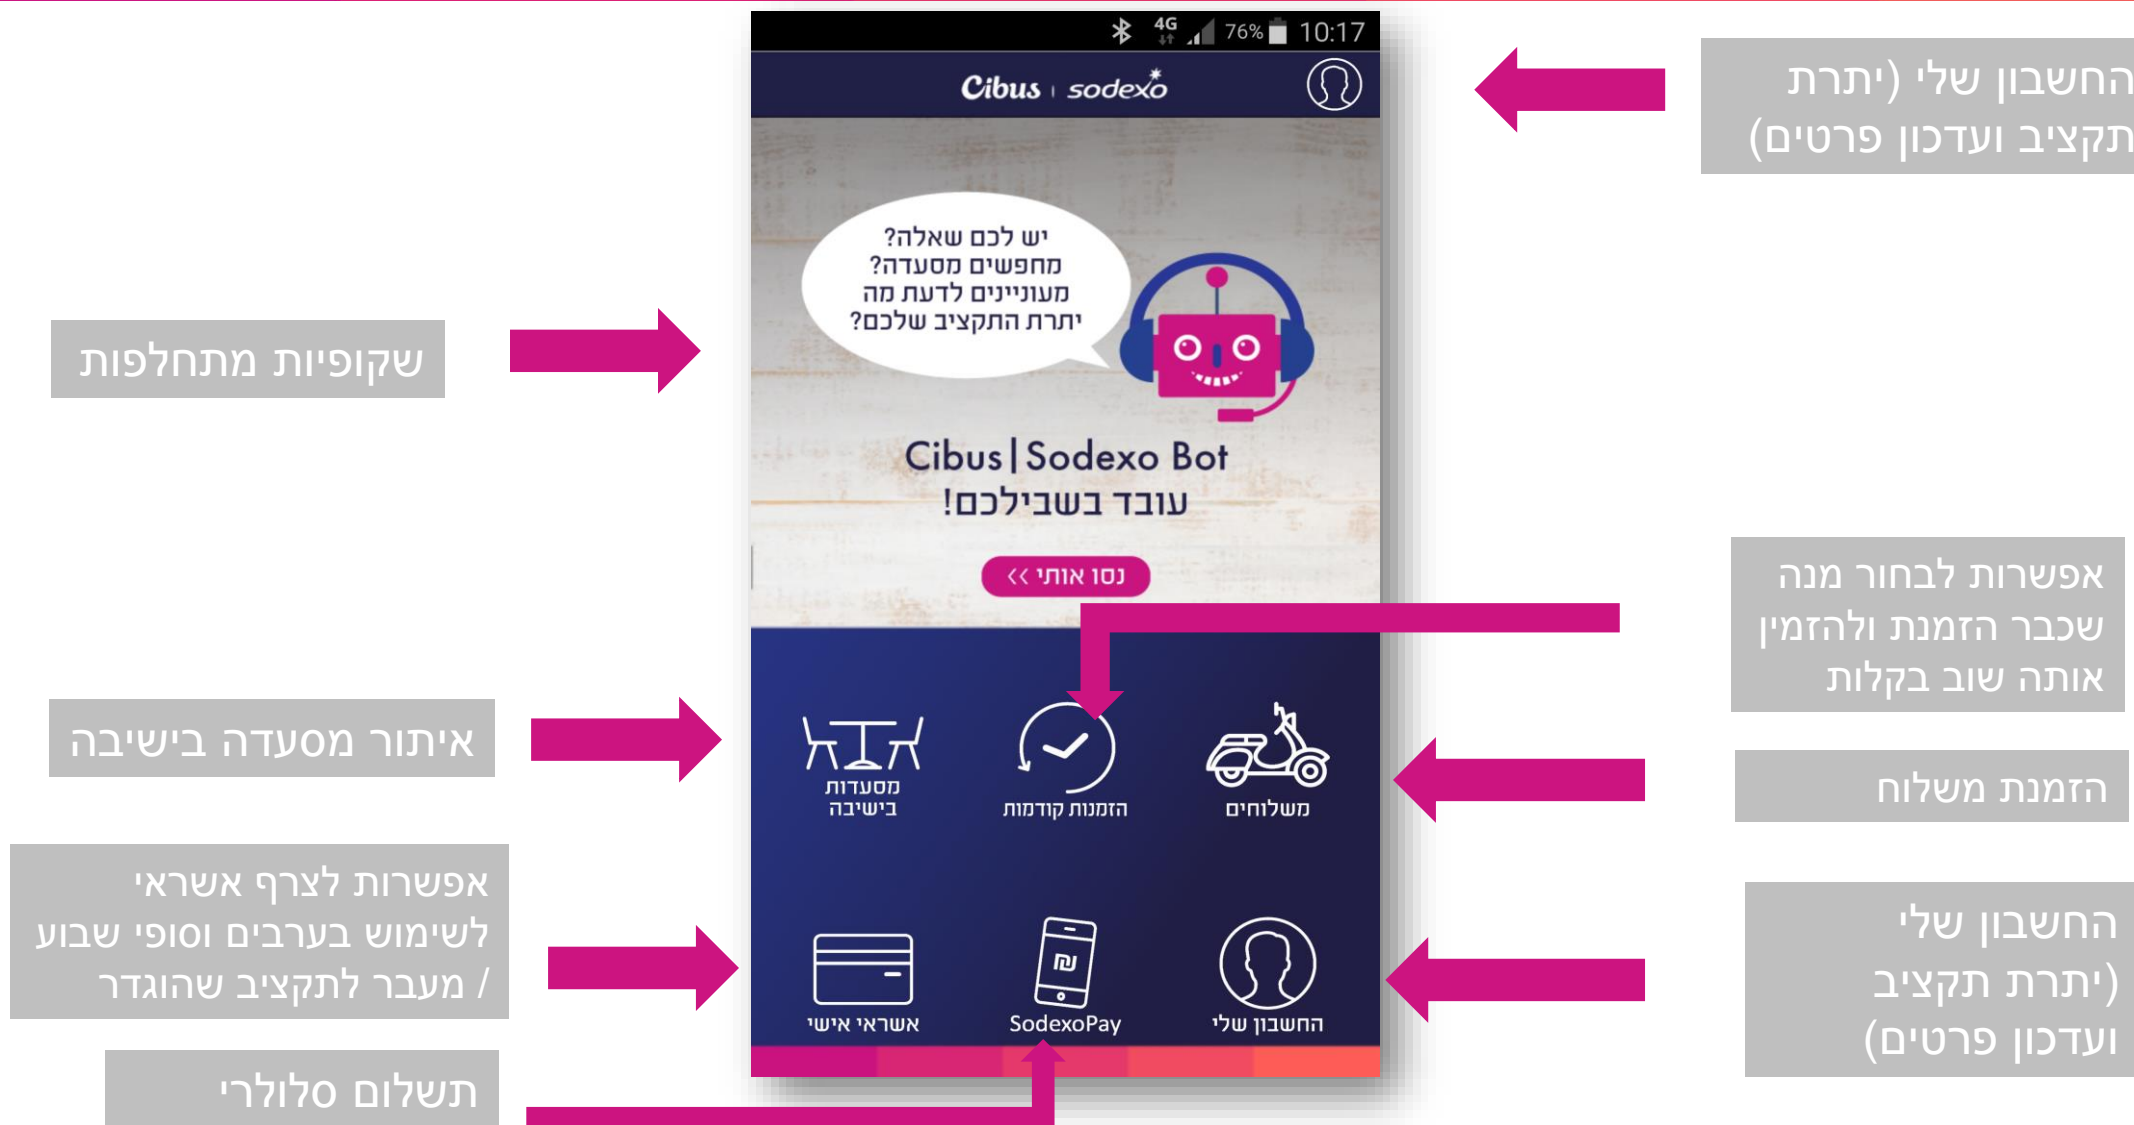 4G 76% 10:17
Cibus | sodexo
החשבון שלי (יתרת
תקציב ועדכון פרטים)
יש לכם שאלה?
מחפשים מסעדה?
מעוניינים לדעת מה
יתרת התקציב שלכם?
שקופיות מתחלפות
Cibus|Sodexo Bot
עובד בשבילכם!
נסו אותי >>
אפשרות לבחור מנה
שכבר הזמנת ולהזמין
אותה שוב בקלות
איתור מסעדה בישיבה
הזמנת משלוח
משלוחים
הזמנות קודמות
מסעדות
בישיבה
אפשרות לצרף אשראי
לשימוש בערבים וסופי שבוע
/ מעבר לתקציב שהוגדר
החשבון שלי
(יתרת תקציב
ועדכון פרטים)
החשבון שלי
SodexoPay
אשראי אישי
תשלום סלולרי